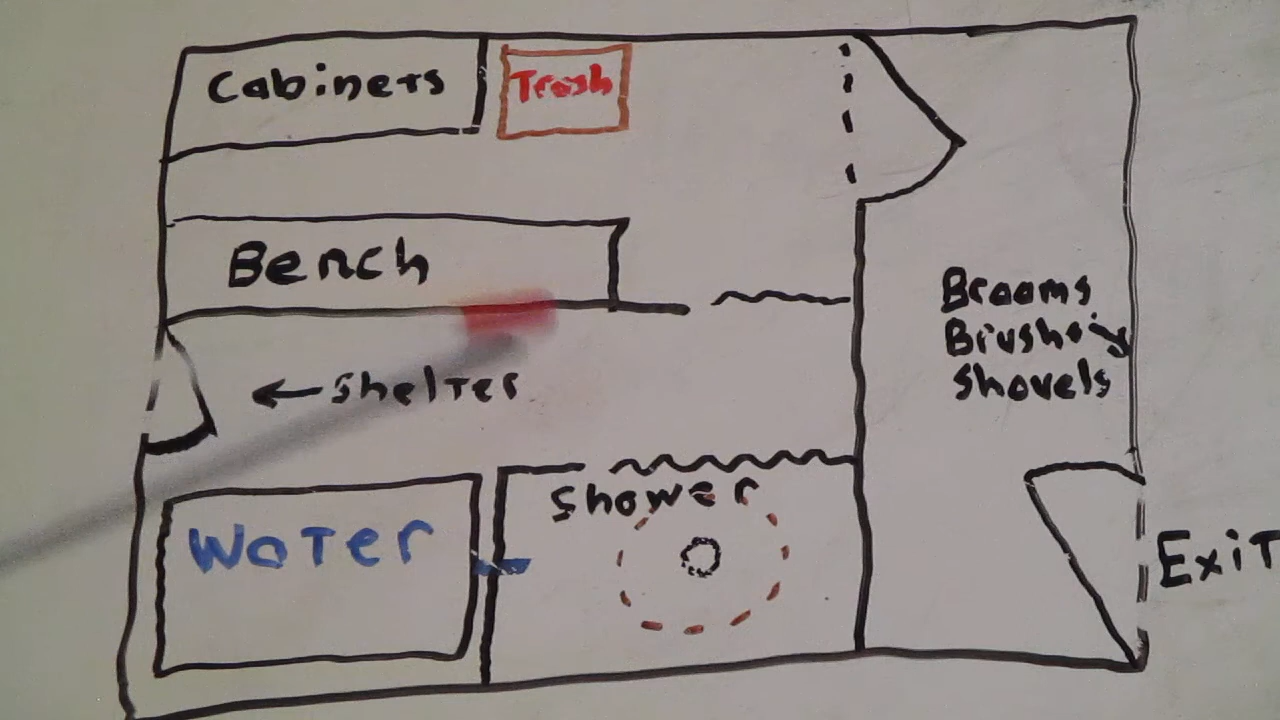 Cabinets
Trash
Bench
Brooms
Brushes
Shovels
← Shelter
Shower
Water
Exit